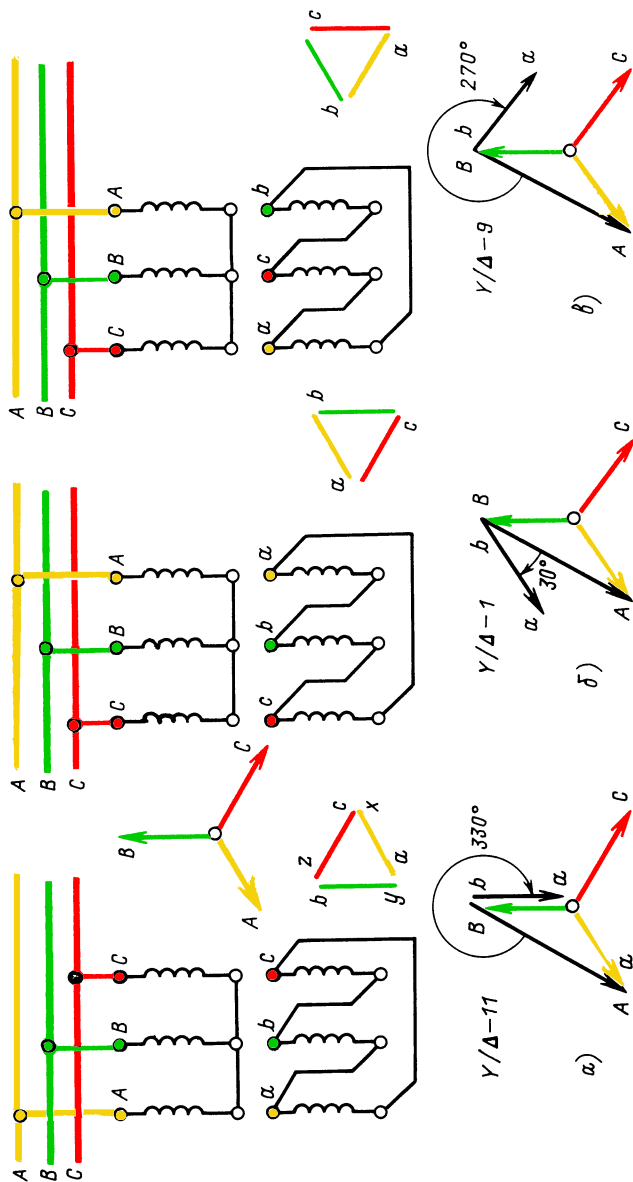 A
B
C
A B C
a b c
B
A C
z c
b x
y a
B b 330°
a
A a C
Y/Δ-11
а)
A
B
C
C B A
c b a
a b
c
b B
a 30°
A C
Y/Δ-1
б)
A
B
C
C B A
a c b
b c
a
B b 270°
a
A C
Y/Δ-9
в)